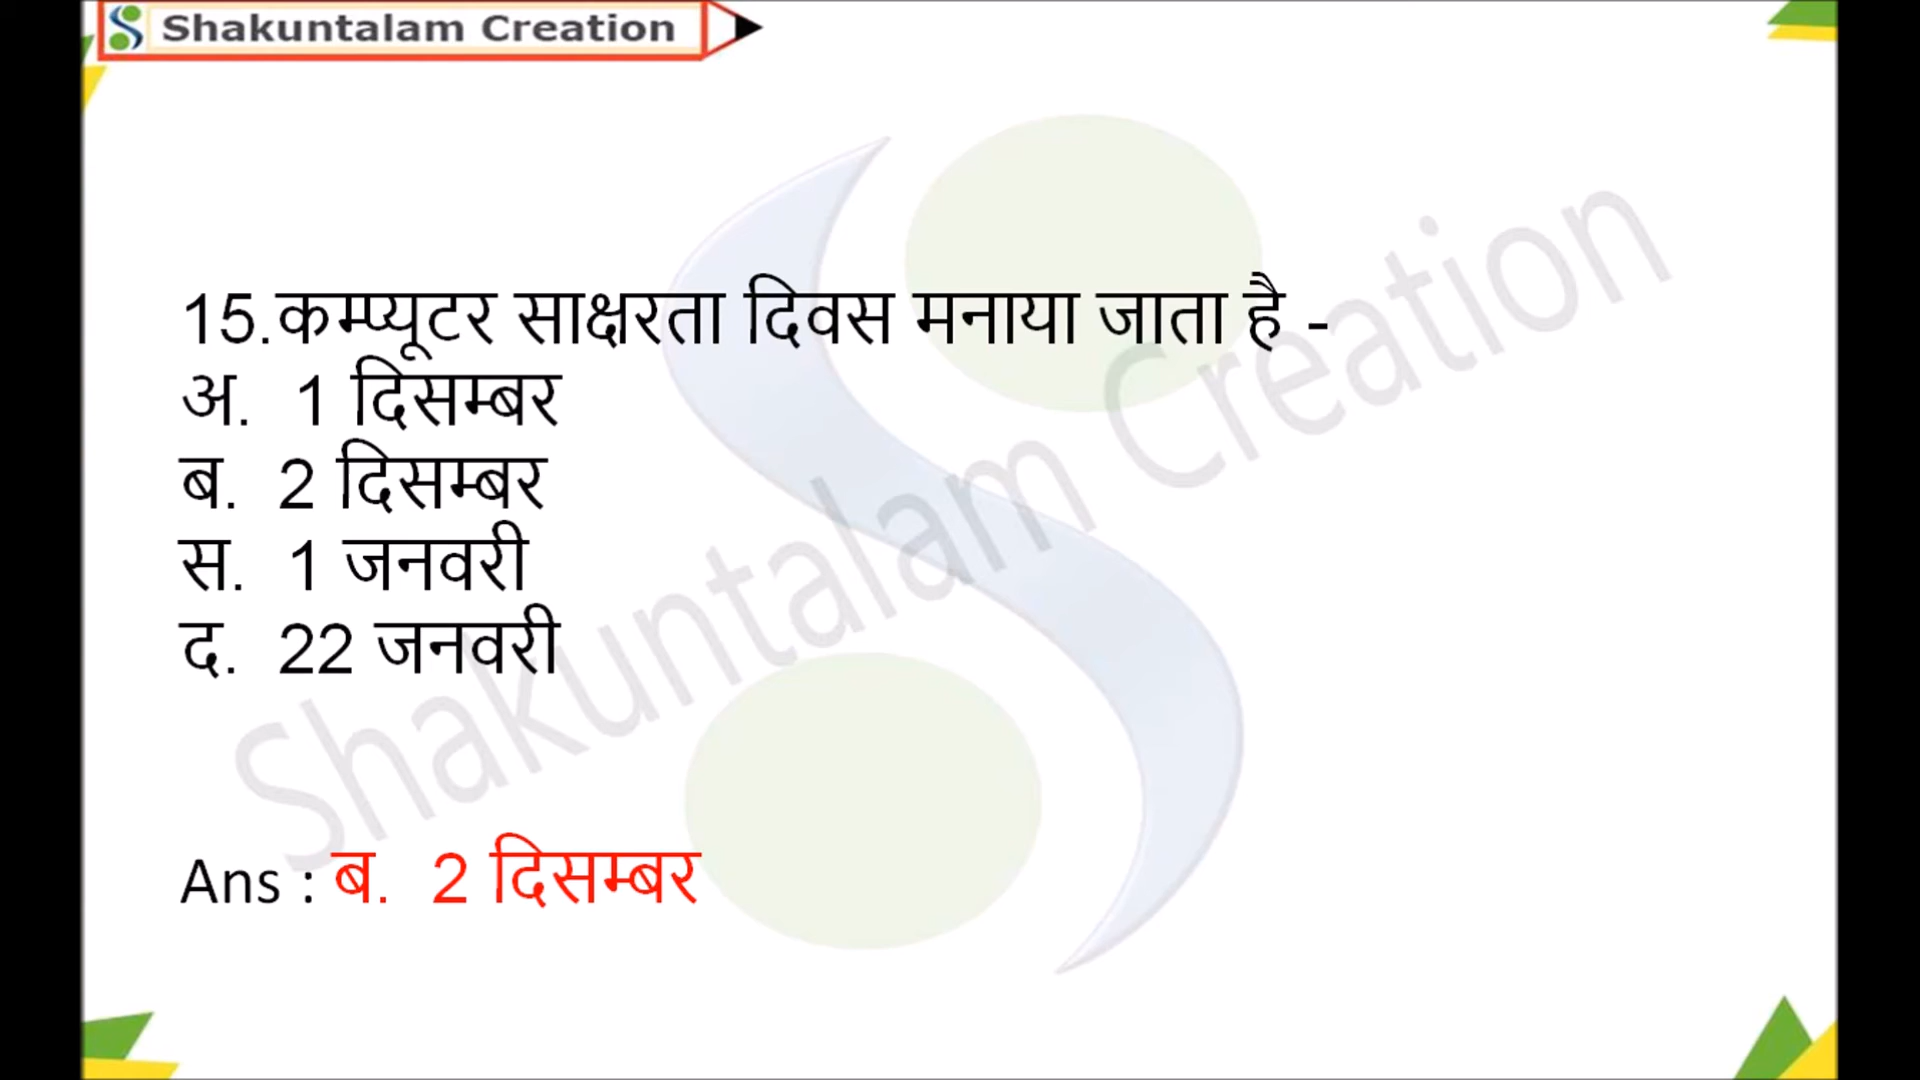 Shakuntalam Creation
15.कम्प्यूटर साक्षरता दिवस मनाया जाता है -
अ. 1 दिसम्बर
ब. 2 दिसम्बर
स. 1 जनवरी
द. 22 जनवरी
Ans : ब. 2 दिसम्बर
Shakuntalam Creation